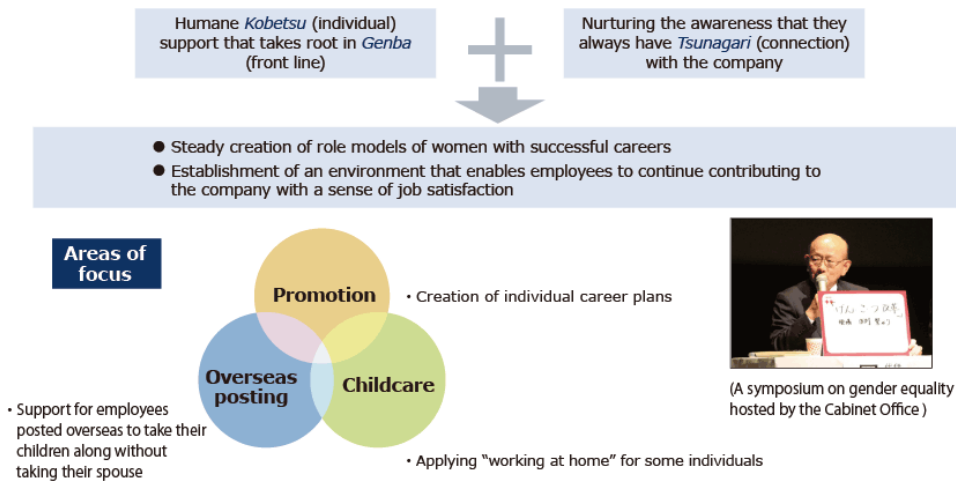 Humane Kobetsu (individual)
support that takes root in Genba
(front line)
Nurturing the awareness that they
always have Tsunagari (connection)
with the company
● Steady creation of role models of women with successful careers
● Establishment of an environment that enables employees to continue contributing to
the company with a sense of job satisfaction
Areas of
focus
Promotion
・Creation of individual career plans
Overseas
posting
Childcare
・Support for employees
posted overseas to take their
children along without
taking their spouse
・Applying “working at home” for some individuals
(A symposium on gender equality
hosted by the Cabinet Office )